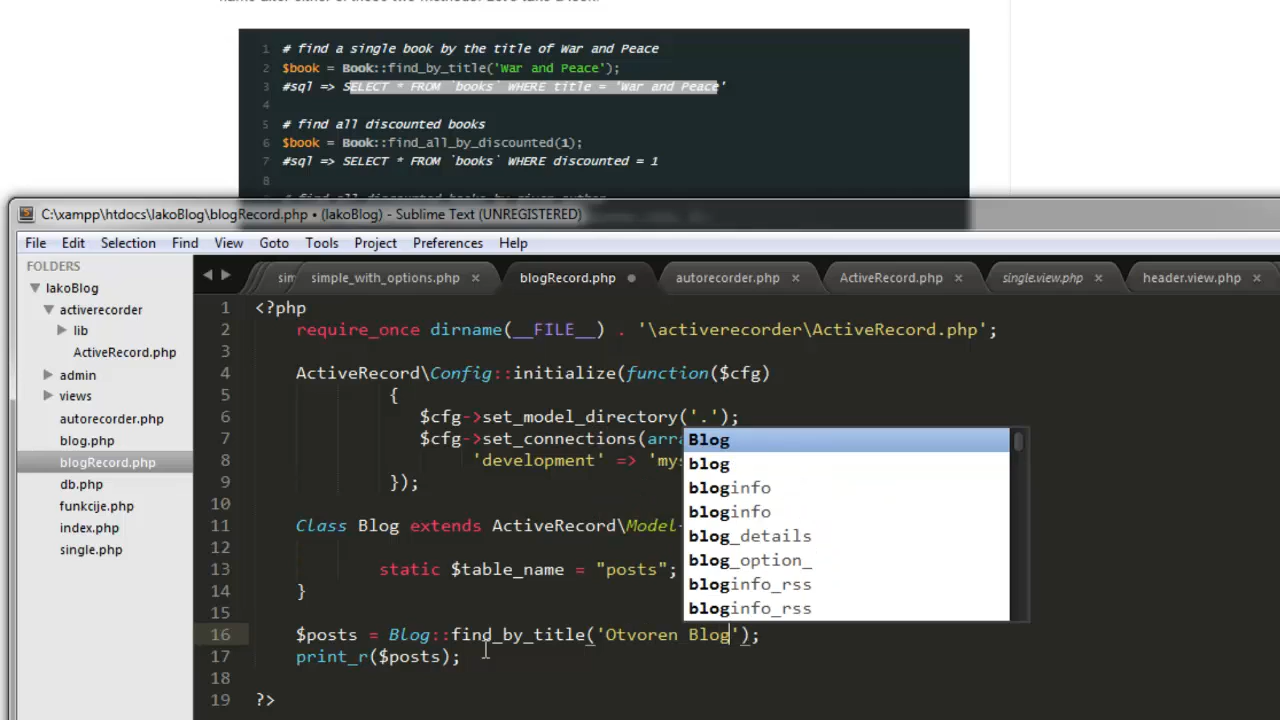 1 # find a single book by the title of War and Peace
2 $book = Book::find_by_title('War and Peace');
3 #sql => SELECT * FROM `books` WHERE title = 'War and Peace'
4
5 # find all discounted books
6 $book = Book::find_all_by_discounted(1);
7 #sql => SELECT * FROM `books` WHERE discounted = 1
8
C:\xampp\htdocs\lakoBlog\blogRecord.php • (lakoBlog) - Sublime Text (UNREGISTERED)
File Edit Selection Find View Goto Tools Project Preferences Help
FOLDERS
lakoBlog
activerecorder
lib
ActiveRecord.php
admin
views
autorecorder.php
blog.php
blogRecord.php
db.php
funkcije.php
index.php
single.php
sim simple_with_options.php × blogRecord.php • autorecorder.php × ActiveRecord.php × single.view.php × header.view.php ×
1 <?php
2 require_once dirname(__FILE__) . '\activerecorder\ActiveRecord.php';
3
4 ActiveRecord\Config::initialize(function($cfg)
5 {
6 $cfg->set_model_directory('.');
7 $cfg->set_connections(arra
8 'development' => 'mys
9 });
10
11 Class Blog extends ActiveRecord\Model
12
13 static $table_name = "posts";
14 }
15
16 $posts = Blog::find_by_title('Otvoren Blog');
17 print_r($posts);
18
19 ?>
Blog
blog
bloginfo
bloginfo
blog_details
blog_option_
bloginfo_rss
bloginfo_rss